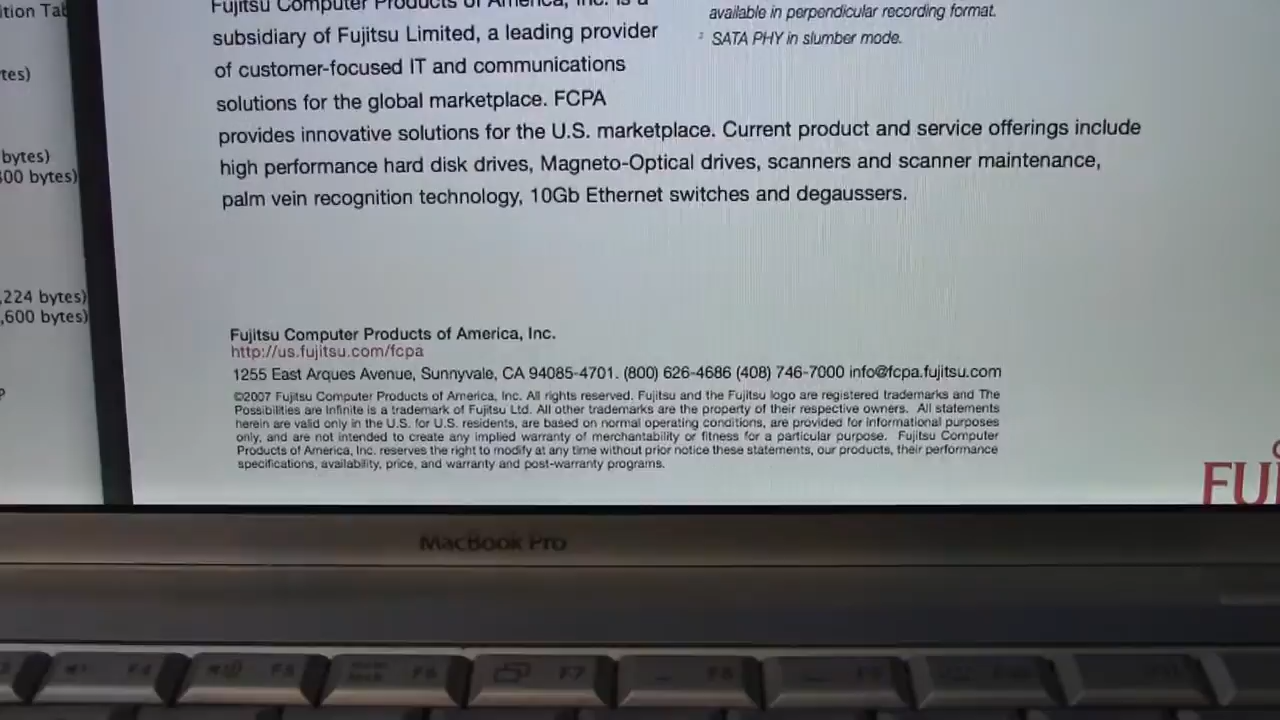 ition Tab
tes)
bytes)
00 bytes)
,224 bytes)
,600 bytes)
Fujitsu Computer Products of America, Inc. is a
subsidiary of Fujitsu Limited, a leading provider
of customer-focused IT and communications
solutions for the global marketplace. FCPA
provides innovative solutions for the U.S. marketplace. Current product and service offerings include
high performance hard disk drives, Magneto-Optical drives, scanners and scanner maintenance,
palm vein recognition technology, 10Gb Ethernet switches and degaussers.
available in perpendicular recording format.
² SATA PHY in slumber mode.
Fujitsu Computer Products of America, Inc.
http://us.fujitsu.com/fcpa
1255 East Arques Avenue, Sunnyvale, CA 94085-4701. (800) 626-4686 (408) 746-7000 info@fcpa.fujitsu.com
©2007 Fujitsu Computer Products of America, Inc. All rights reserved. Fujitsu and the Fujitsu logo are registered trademarks and The
Possibilities are Infinite is a trademark of Fujitsu Ltd. All other trademarks are the property of their respective owners. All statements
herein are valid only in the U.S. for U.S. residents, are based on normal operating conditions, are provided for informational purposes
only, and are not intended to create any implied warranty of merchantability or fitness for a particular purpose. Fujitsu Computer
Products of America, Inc. reserves the right to modify at any time without prior notice these statements, our products, their performance
specifications, availability, price, and warranty and post-warranty programs.
FUJ
MacBook Pro
F4 F5 F6 F7 F8 F9